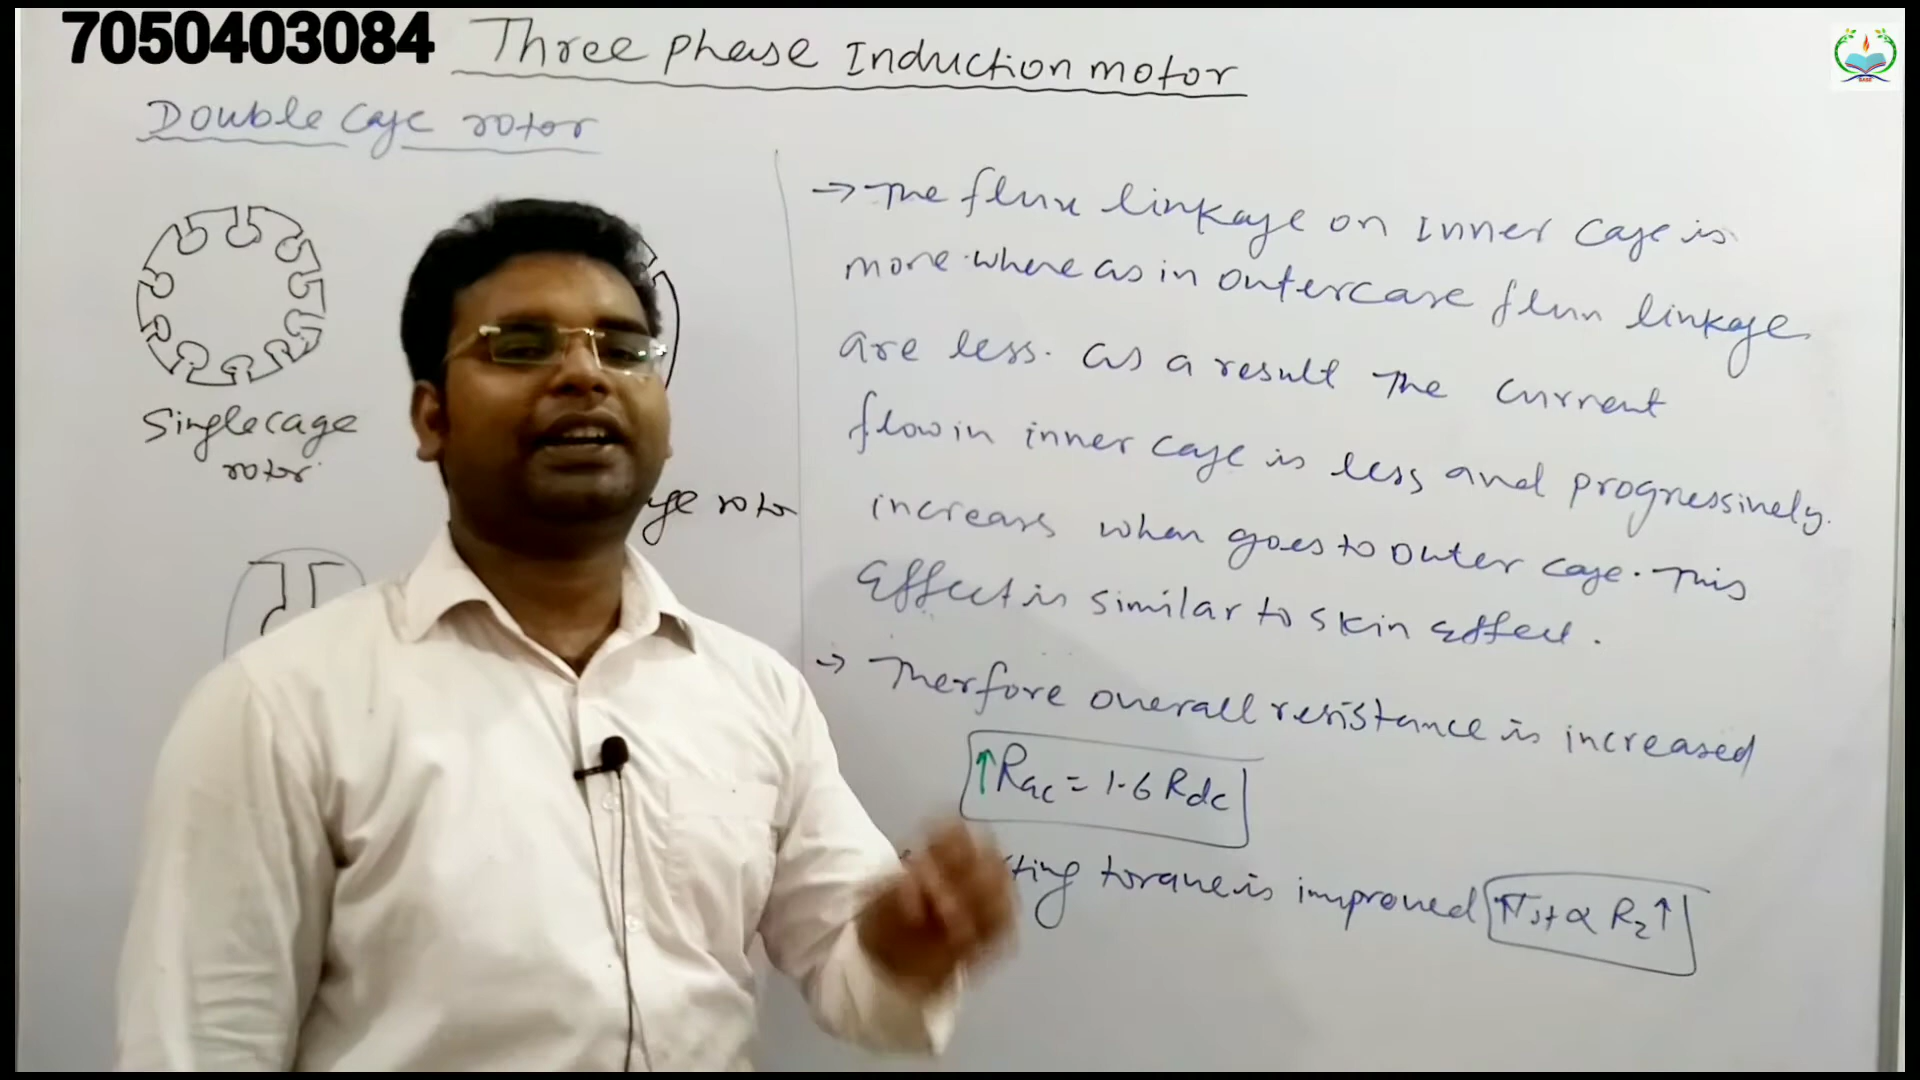 7050403084
Three phase Induction motor
Double cage rotor
Single cage
rotor
rotor
→ The flux linkage on Inner cage is
more where as in outercase flux linkage
are less. as a result The current
flow in inner cage is less and progressively
increases when goes to outer cage. This
Effect is similar to skin effect.
→ Therfore overall resistance is increased
↑Rac = 1.6 Rdc
torque is improved ↑Tst ∝ R2↑